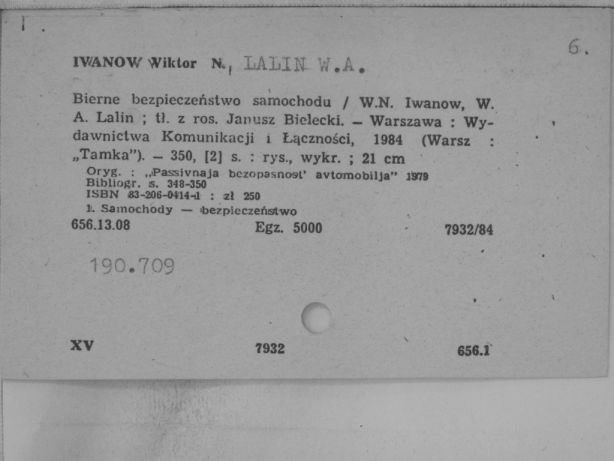 6.
IWANOW Wiktor N., LALIN W.A.
Bierne bezpieczeństwo samochodu / W.N. Iwanow, W.
A. Lalin ; tł. z ros. Janusz Bielecki. — Warszawa : Wy-
dawnictwa Komunikacji i Łączności, 1984 (Warsz :
„Tamka"). — 350, [2] s. : rys., wykr. ; 21 cm
Oryg. : „Passivnaja bezopasnost' avtomobilja" 1979
Bibliogr. s. 348-350
ISBN 83-206-0414-1 : zł 250
1. Samochody — bezpieczeństwo
656.13.08 Egz. 5000 7932/84
190.709
XV 7932 656.1